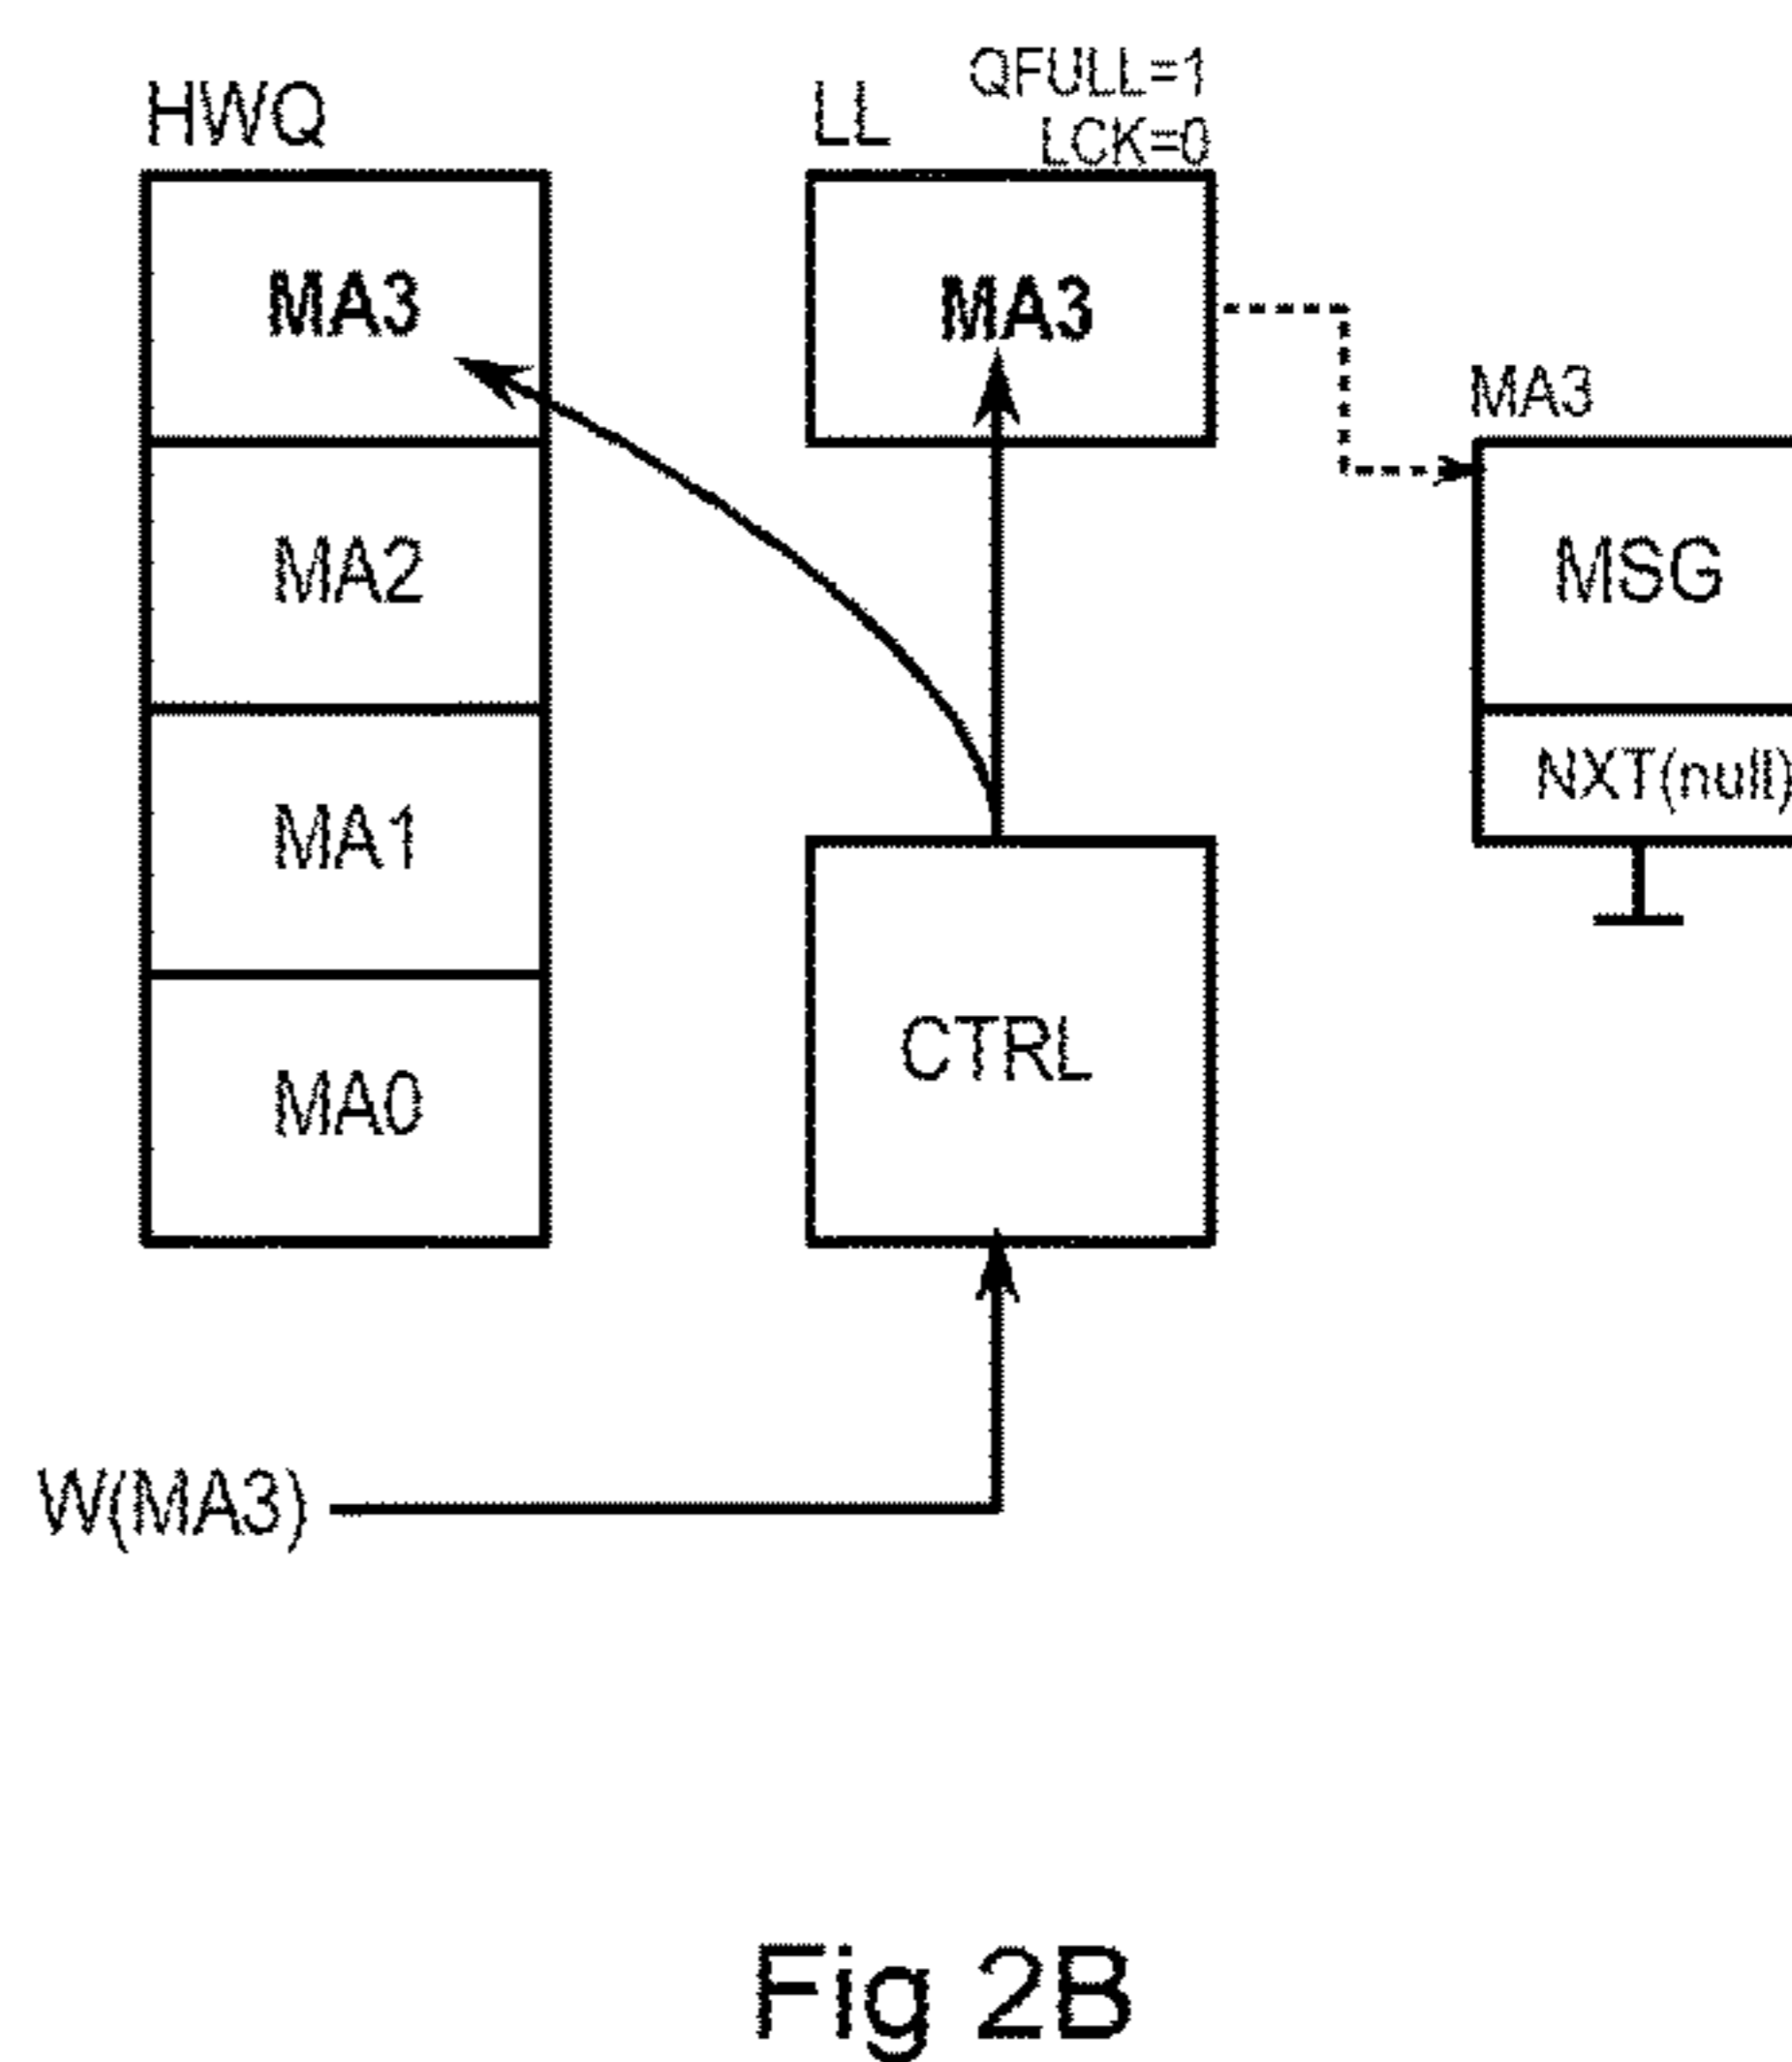 HWQ
LL
QFULL=1
LCK=0
MA3
MA3
MA3
MA2
MSG
NXT(null)
MA1
CTRL
MA0
W(MA3)
Fig 2B